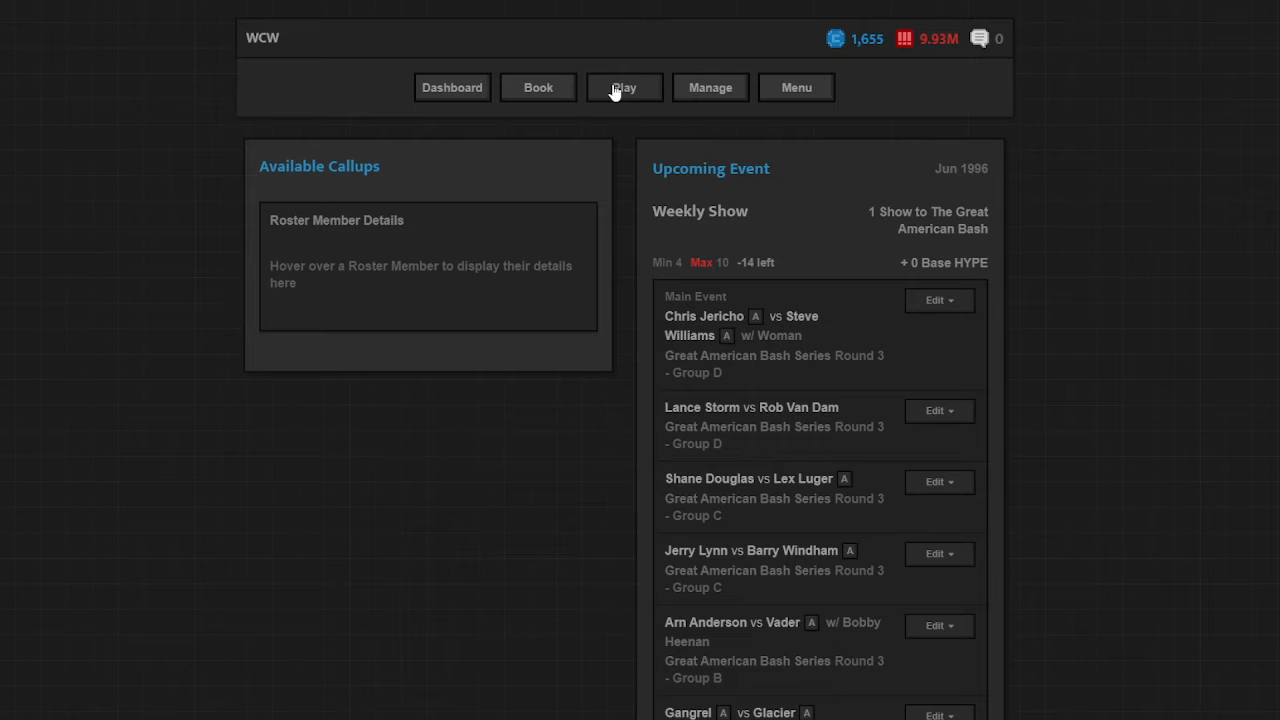 WCW
1,655
9.93M
0
Dashboard
Book
Play
Manage
Menu
Available Callups
Roster Member Details
Hover over a Roster Member to display their details
here
Upcoming Event
Jun 1996
Weekly Show
1 Show to The Great
American Bash
Min 4 Max 10 -14 left
+ 0 Base HYPE
Main Event
Edit
Chris Jericho A vs Steve
Williams A w/ Woman
Great American Bash Series Round 3
- Group D
Lance Storm vs Rob Van Dam
Edit
Great American Bash Series Round 3
- Group D
Shane Douglas vs Lex Luger A
Edit
Great American Bash Series Round 3
- Group C
Jerry Lynn vs Barry Windham A
Edit
Great American Bash Series Round 3
- Group C
Arn Anderson vs Vader A w/ Bobby
Edit
Heenan
Great American Bash Series Round 3
- Group B
Gangrel A vs Glacier A
Edit